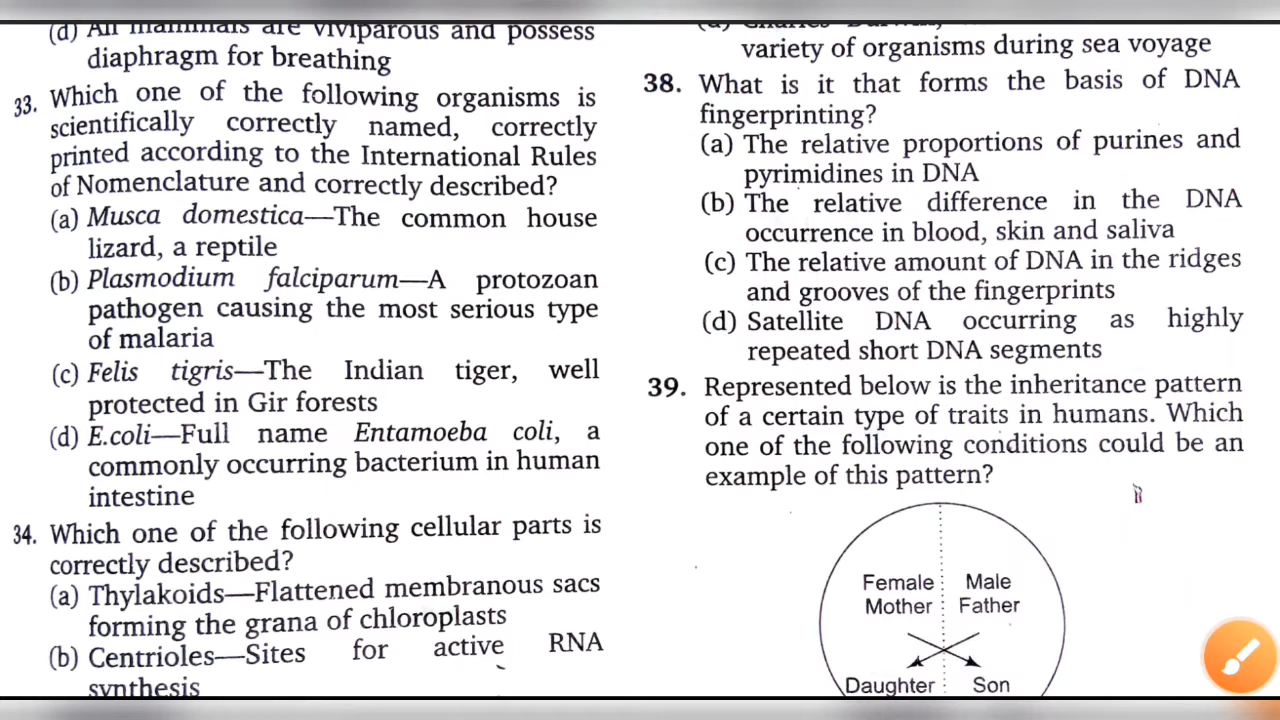 (d) All mammals are viviparous and possess
diaphragm for breathing
33. Which one of the following organisms is
scientifically correctly named, correctly
printed according to the International Rules
of Nomenclature and correctly described?
(a) Musca domestica—The common house
lizard, a reptile
(b) Plasmodium falciparum—A protozoan
pathogen causing the most serious type
of malaria
(c) Felis tigris—The Indian tiger, well
protected in Gir forests
(d) E.coli—Full name Entamoeba coli, a
commonly occurring bacterium in human
intestine
34. Which one of the following cellular parts is
correctly described?
(a) Thylakoids—Flattened membranous sacs
forming the grana of chloroplasts
(b) Centrioles—Sites for active RNA
synthesis
(d) Charles Darwin,
variety of organisms during sea voyage
38. What is it that forms the basis of DNA
fingerprinting?
(a) The relative proportions of purines and
pyrimidines in DNA
(b) The relative difference in the DNA
occurrence in blood, skin and saliva
(c) The relative amount of DNA in the ridges
and grooves of the fingerprints
(d) Satellite DNA occurring as highly
repeated short DNA segments
39. Represented below is the inheritance pattern
of a certain type of traits in humans. Which
one of the following conditions could be an
example of this pattern?
Female Male
Mother Father
Daughter Son